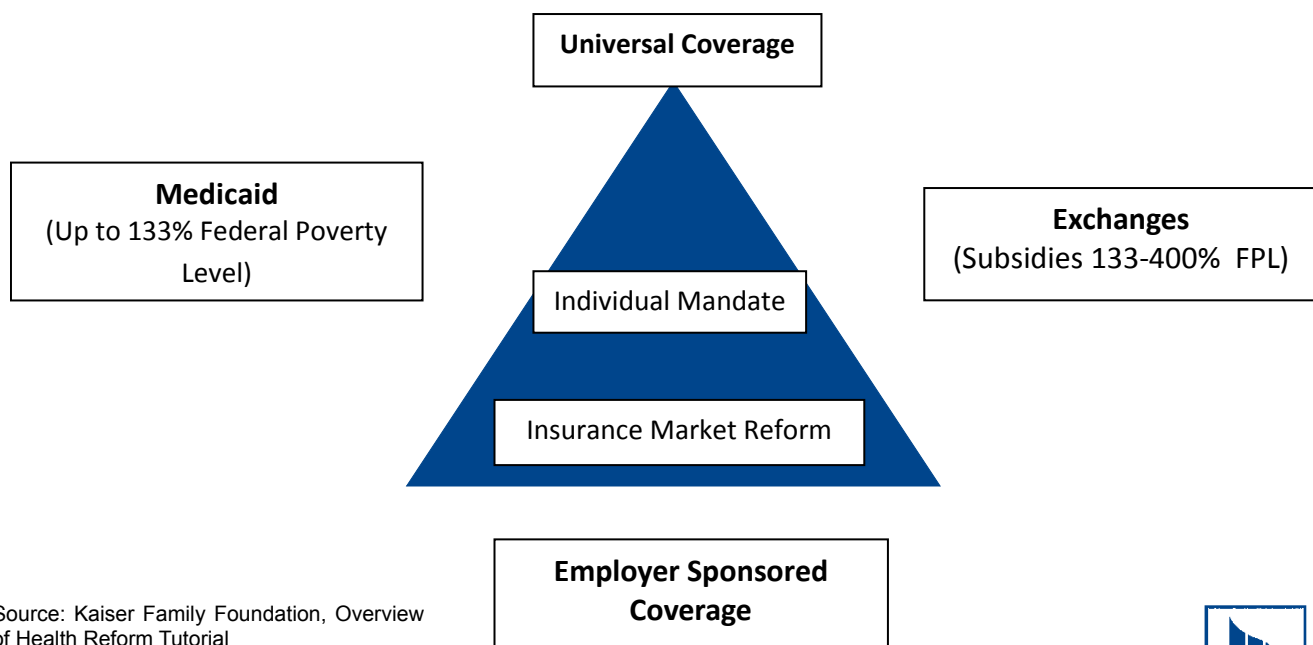 Universal Coverage
Medicaid
(Up to 133% Federal Poverty
Level)
Exchanges
(Subsidies 133-400% FPL)
Individual Mandate
Insurance Market Reform
Employer Sponsored
Coverage
Source: Kaiser Family Foundation, Overview
of Health Reform Tutorial